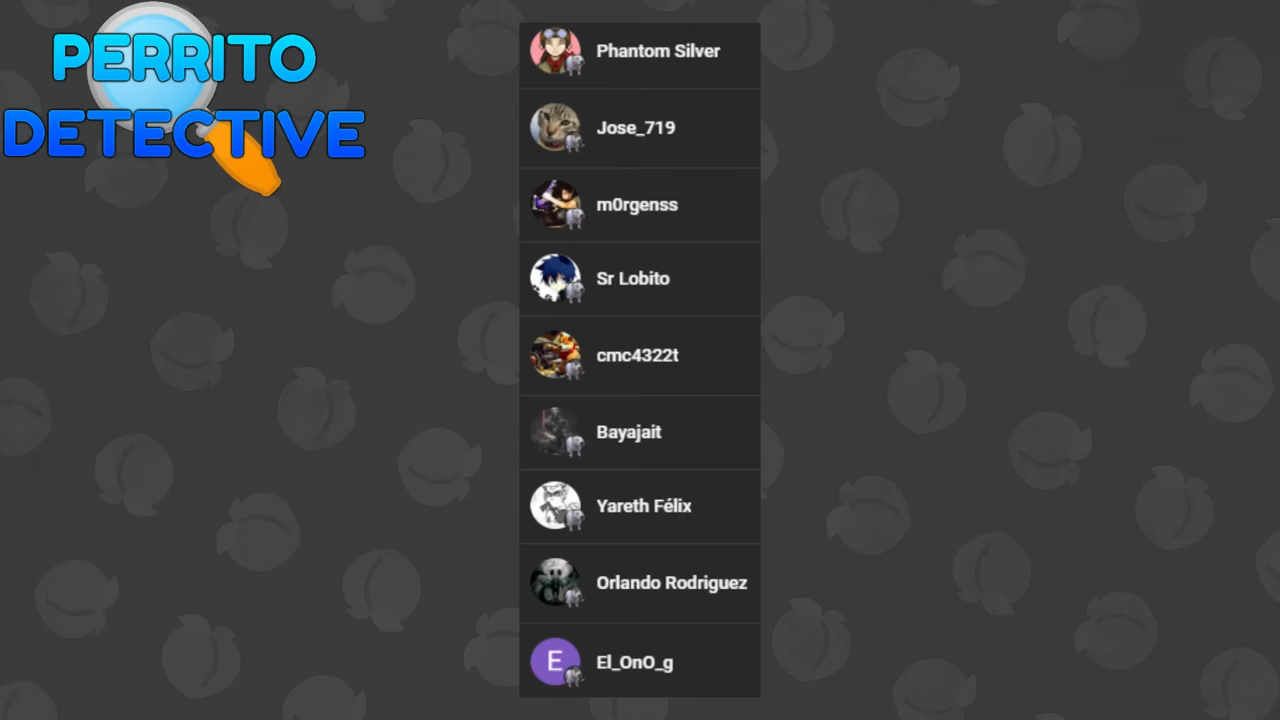 PERRITO
DETECTIVE
Phantom Silver
Jose_719
m0rgenss
Sr Lobito
cmc4322t
Bayajait
Yareth Félix
Orlando Rodriguez
E
El_OnO_g